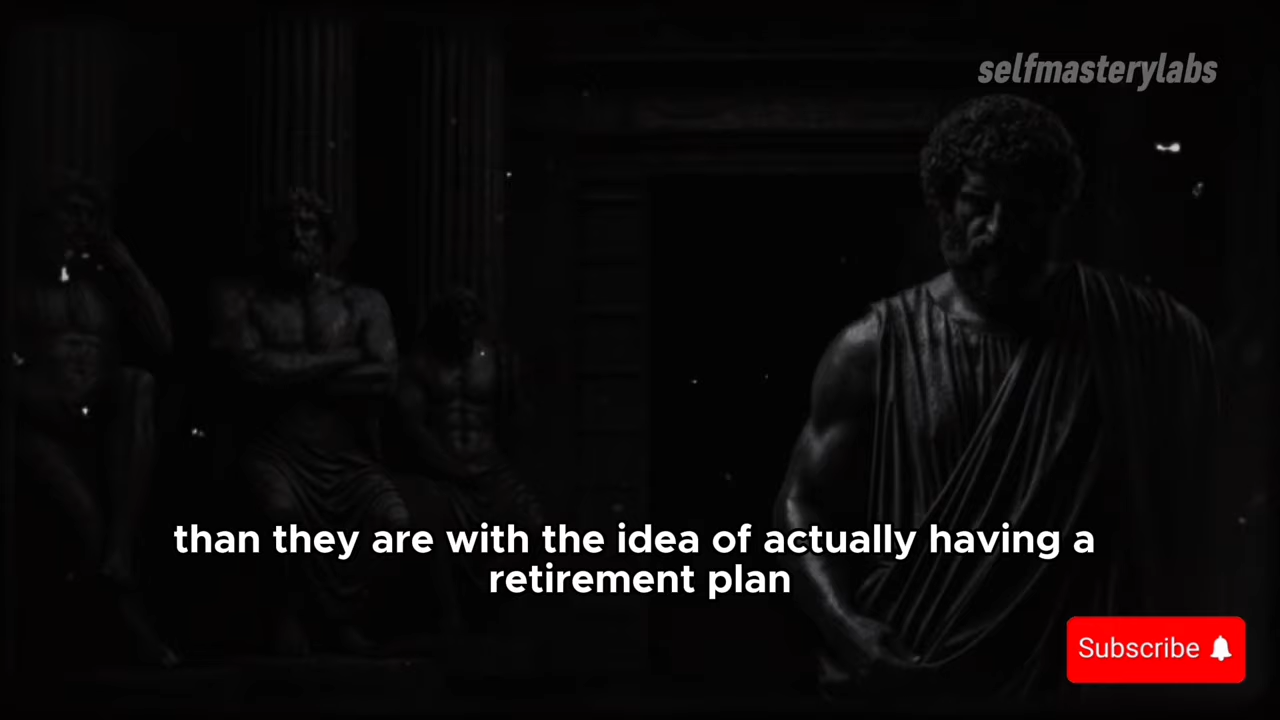 selfmasterylabs
than they are with the idea of actually having a
retirement plan
Subscribe